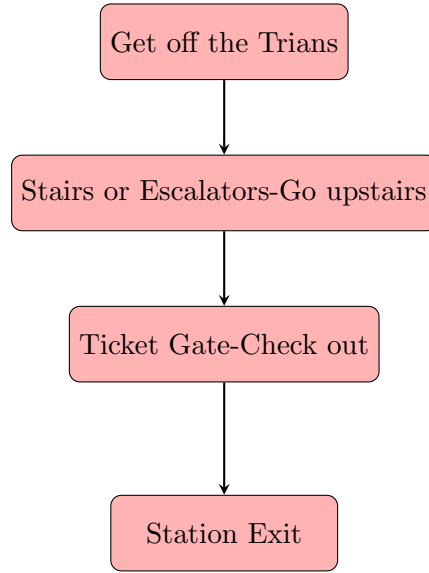 Get off the Trians
Stairs or Escalators-Go upstairs
Ticket Gate-Check out
Station Exit